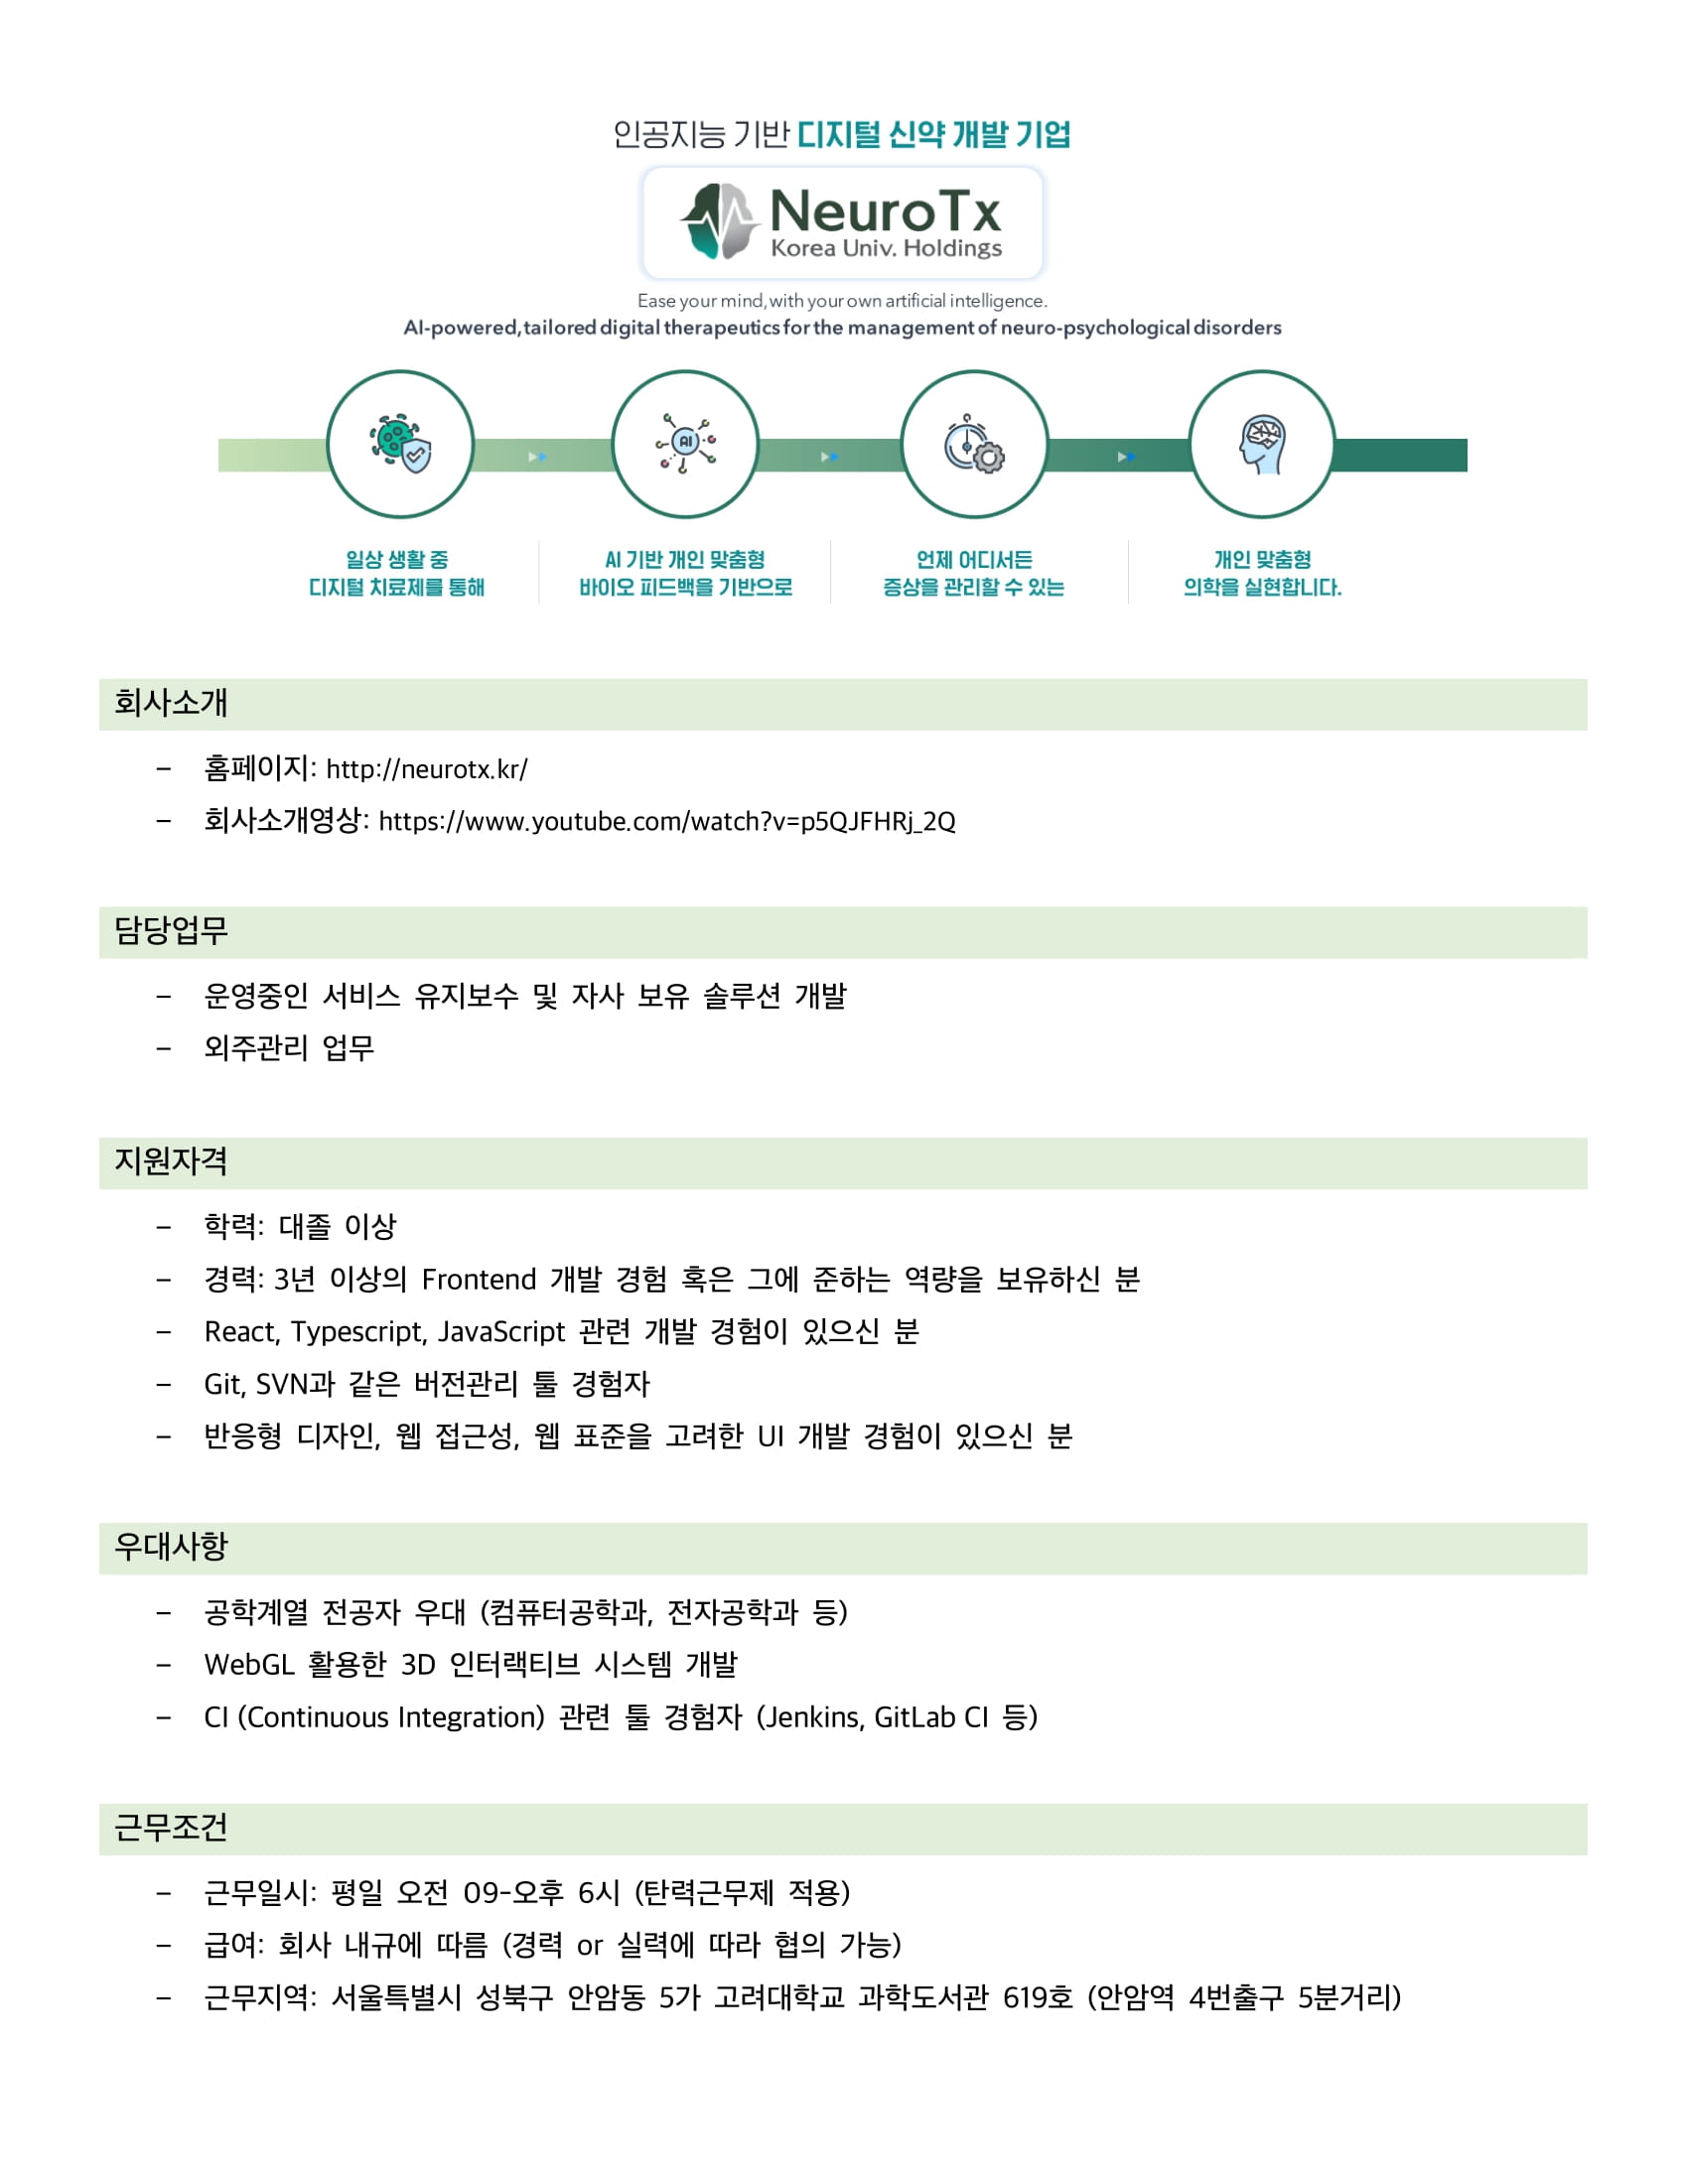 인공지능 기반 디지털 신약 개발 기업
NeuroTx
Korea Univ. Holdings
Ease your mind, with your own artificial intelligence.
AI-powered, tailored digital therapeutics for the management of neuro-psychological disorders
AI
일상 생활 중
디지털 치료제를 통해
AI 기반 개인 맞춤형
바이오 피드백을 기반으로
언제 어디서든
증상을 관리할 수 있는
개인 맞춤형
의학을 실현합니다.
회사소개
- 홈페이지: http://neurotx.kr/
- 회사소개영상: https://www.youtube.com/watch?v=p5QJFHRj_2Q
담당업무
- 운영중인 서비스 유지보수 및 자사 보유 솔루션 개발
- 외주관리 업무
지원자격
- 학력: 대졸 이상
- 경력: 3년 이상의 Frontend 개발 경험 혹은 그에 준하는 역량을 보유하신 분
- React, Typescript, JavaScript 관련 개발 경험이 있으신 분
- Git, SVN과 같은 버전관리 툴 경험자
- 반응형 디자인, 웹 접근성, 웹 표준을 고려한 UI 개발 경험이 있으신 분
우대사항
- 공학계열 전공자 우대 (컴퓨터공학과, 전자공학과 등)
- WebGL 활용한 3D 인터랙티브 시스템 개발
- CI (Continuous Integration) 관련 툴 경험자 (Jenkins, GitLab CI 등)
근무조건
- 근무일시: 평일 오전 09-오후 6시 (탄력근무제 적용)
- 급여: 회사 내규에 따름 (경력 or 실력에 따라 협의 가능)
- 근무지역: 서울특별시 성북구 안암동 5가 고려대학교 과학도서관 619호 (안암역 4번출구 5분거리)